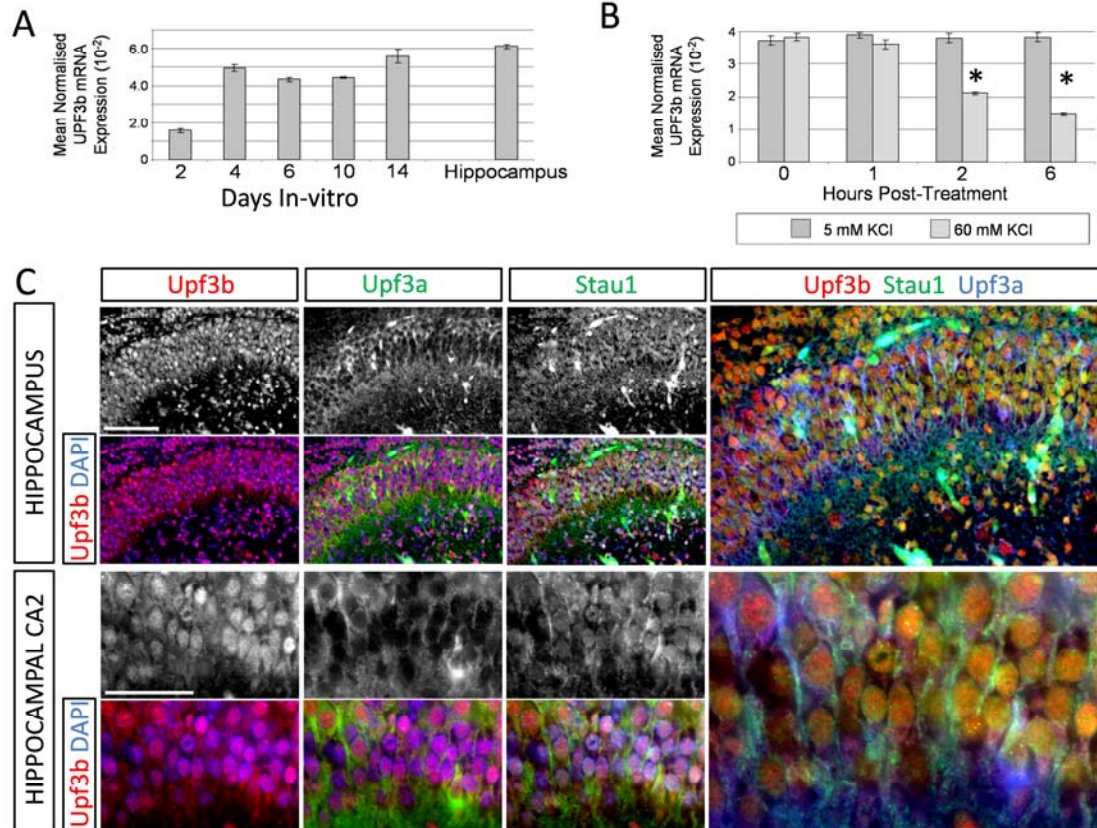 A
Mean Normalised
UPF3b mRNA
Expression (10-2)
6.0
4.0
2.0
0
2 4 6 10 14 Hippocampus
Days In-vitro
B
Mean Normalised
UPF3b mRNA
Expression (10-2)
4
3
2
1
0
* *
0 1 2 6
Hours Post-Treatment
5 mM KCl 60 mM KCl
C
Upf3b Upf3a Stau1 Upf3b Stau1 Upf3a
HIPPOCAMPUS
Upf3b DAPI
HIPPOCAMPAL CA2
Upf3b DAPI